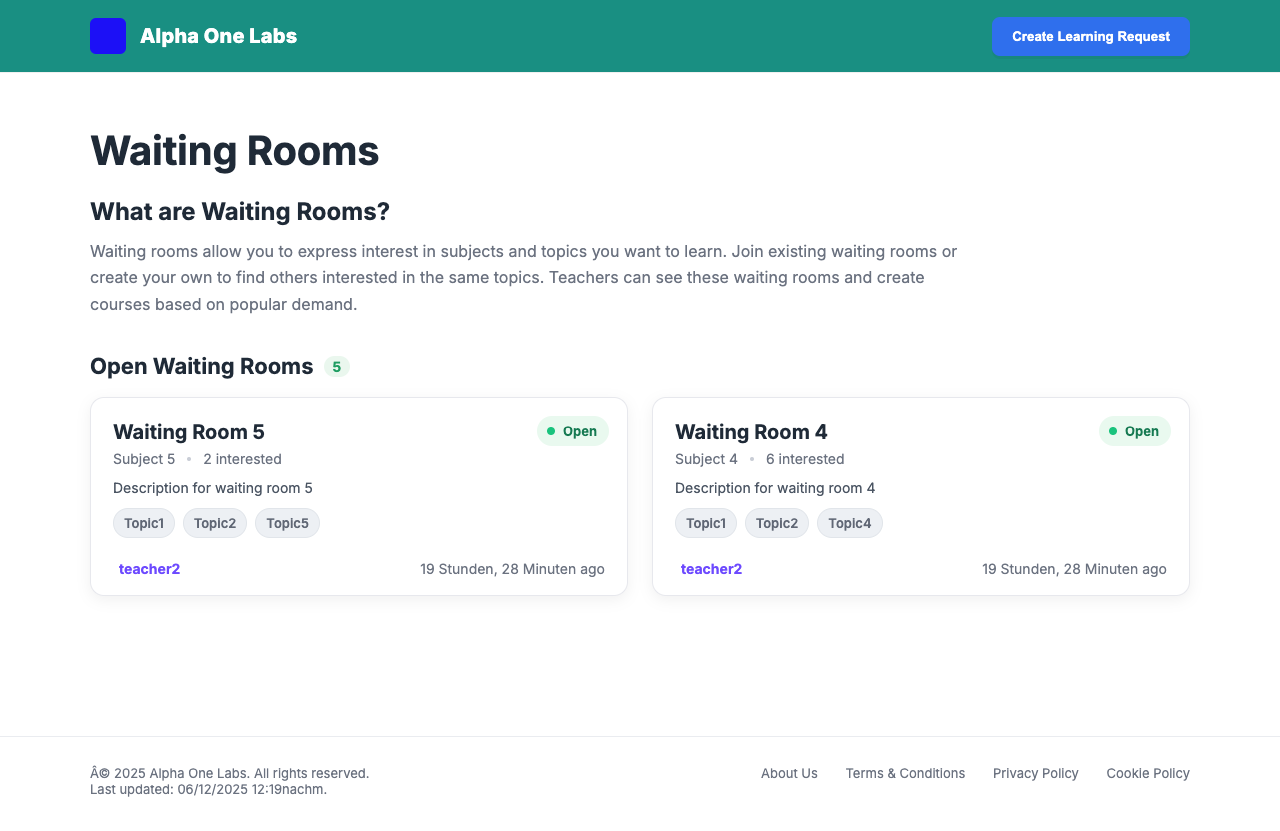 Alpha One Labs
Create Learning Request
Waiting Rooms
What are Waiting Rooms?
Waiting rooms allow you to express interest in subjects and topics you want to learn. Join existing waiting rooms or
create your own to find others interested in the same topics. Teachers can see these waiting rooms and create
courses based on popular demand.
Open Waiting Rooms 5
Waiting Room 5
Open
Subject 5 • 2 interested
Description for waiting room 5
Topic1 Topic2 Topic5
teacher2 19 Stunden, 28 Minuten ago
Waiting Room 4
Open
Subject 4 • 6 interested
Description for waiting room 4
Topic1 Topic2 Topic4
teacher2 19 Stunden, 28 Minuten ago
Â© 2025 Alpha One Labs. All rights reserved.
Last updated: 06/12/2025 12:19nachm.
About Us Terms & Conditions Privacy Policy Cookie Policy